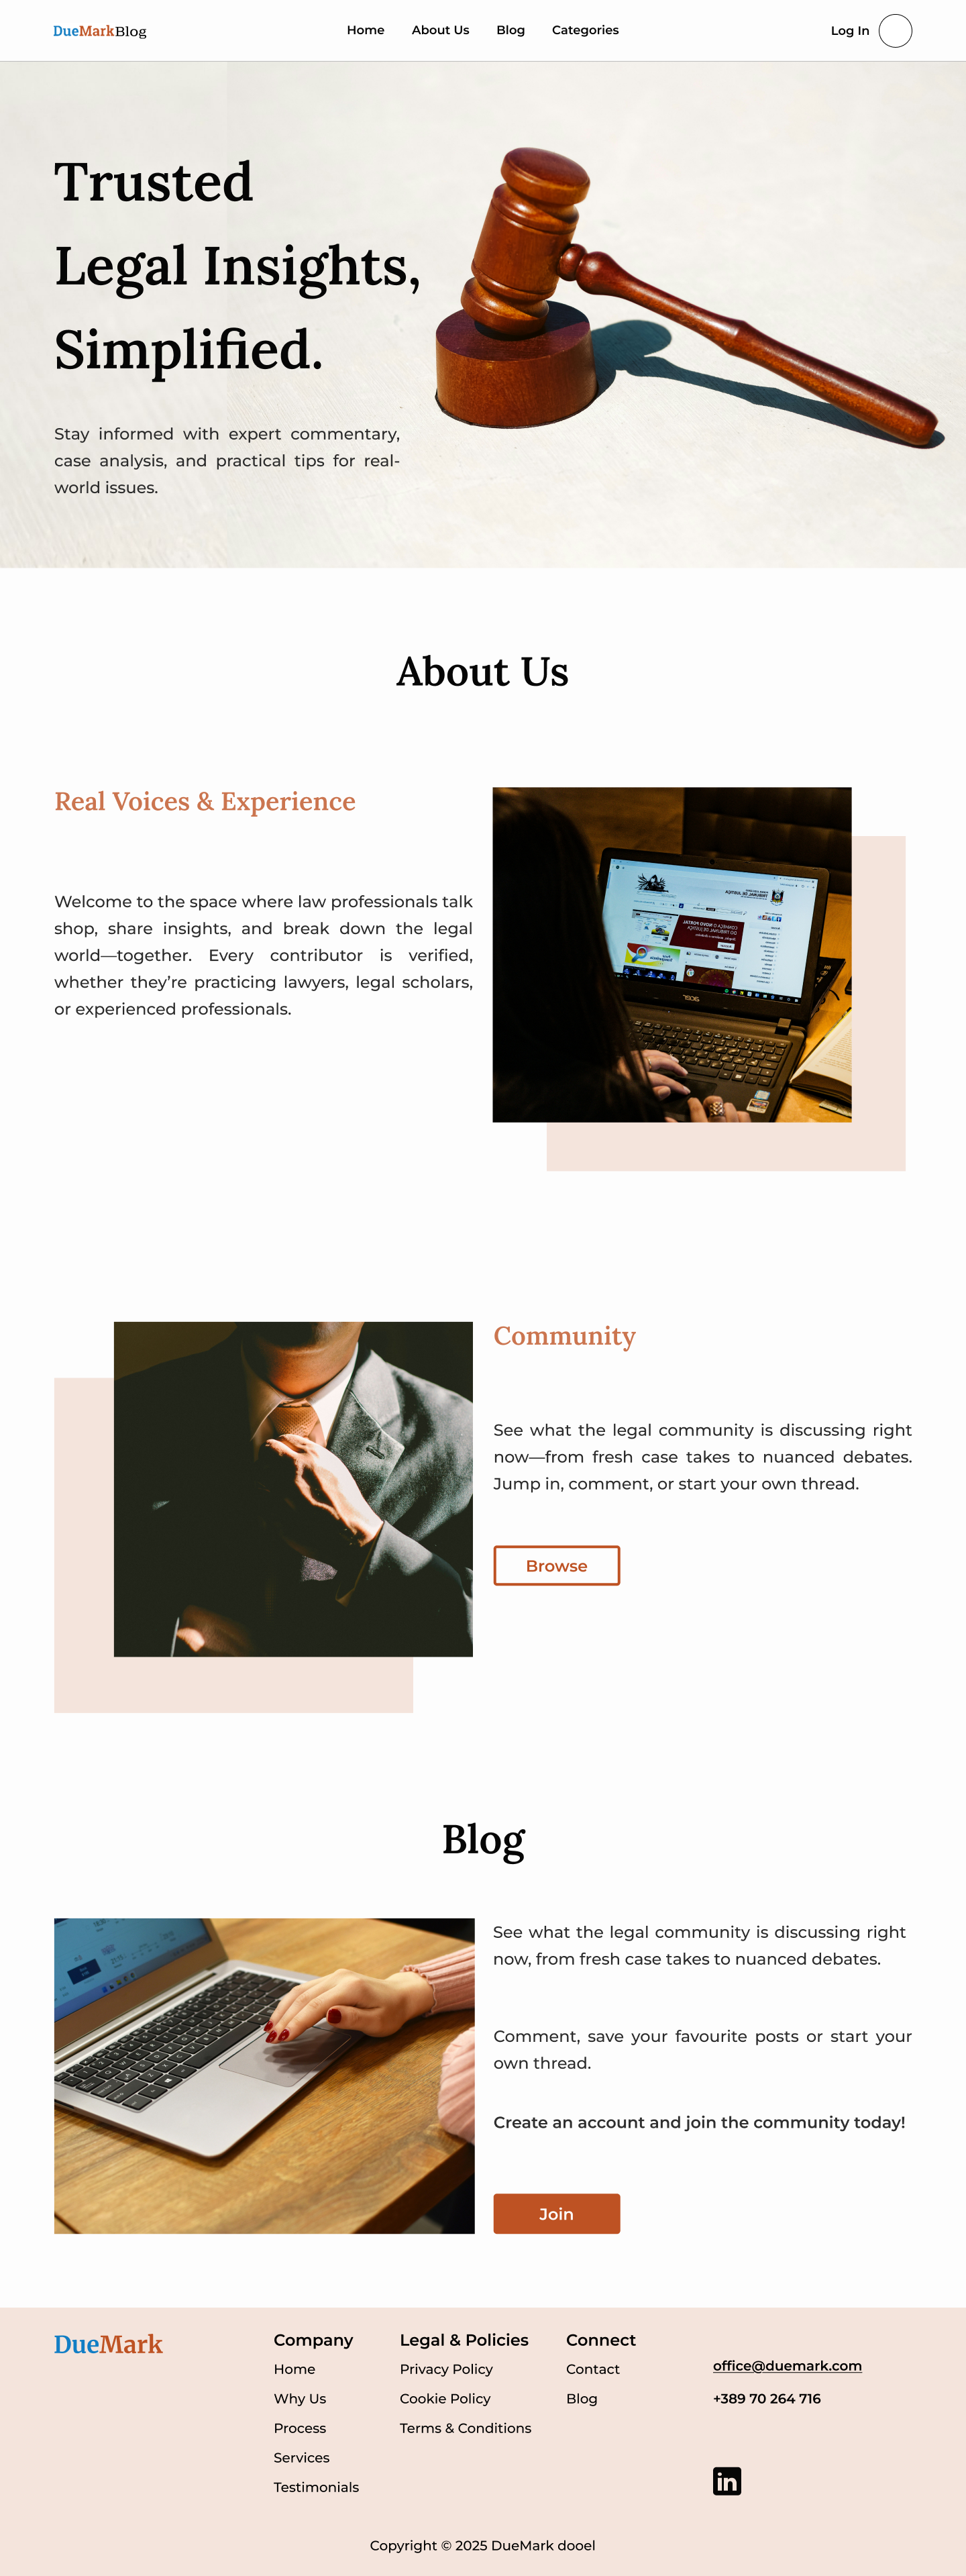 DueMarkBlog
Home About Us Blog Categories
Log In
Trusted
Legal Insights,
Simplified.
Stay informed with expert commentary,
case analysis, and practical tips for real-
world issues.
About Us
Real Voices & Experience
Welcome to the space where law professionals talk
shop, share insights, and break down the legal
world—together. Every contributor is verified,
whether they’re practicing lawyers, legal scholars,
or experienced professionals.
Community
See what the legal community is discussing right
now—from fresh case takes to nuanced debates.
Jump in, comment, or start your own thread.
Browse
Blog
See what the legal community is discussing right
now, from fresh case takes to nuanced debates.
Comment, save your favourite posts or start your
own thread.
Create an account and join the community today!
Join
DueMark
Company
Home
Why Us
Process
Services
Testimonials
Legal & Policies
Privacy Policy
Cookie Policy
Terms & Conditions
Connect
Contact
Blog
office@duemark.com
+389 70 264 716
in
Copyright © 2025 DueMark dooel